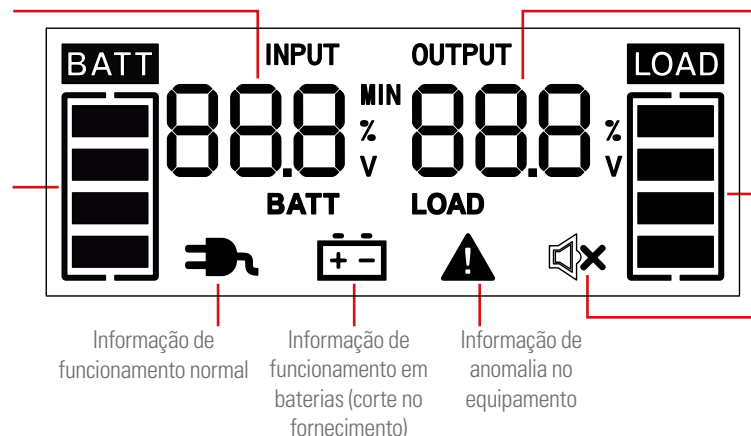 BATT INPUT OUTPUT LOAD
88.8 MIN 88.8
% %
V V
BATT LOAD
+ -
!
Informação de
funcionamento normal
Informação de
funcionamento em
baterias (corte no
fornecimento)
Informação de
anomalia no
equipamento